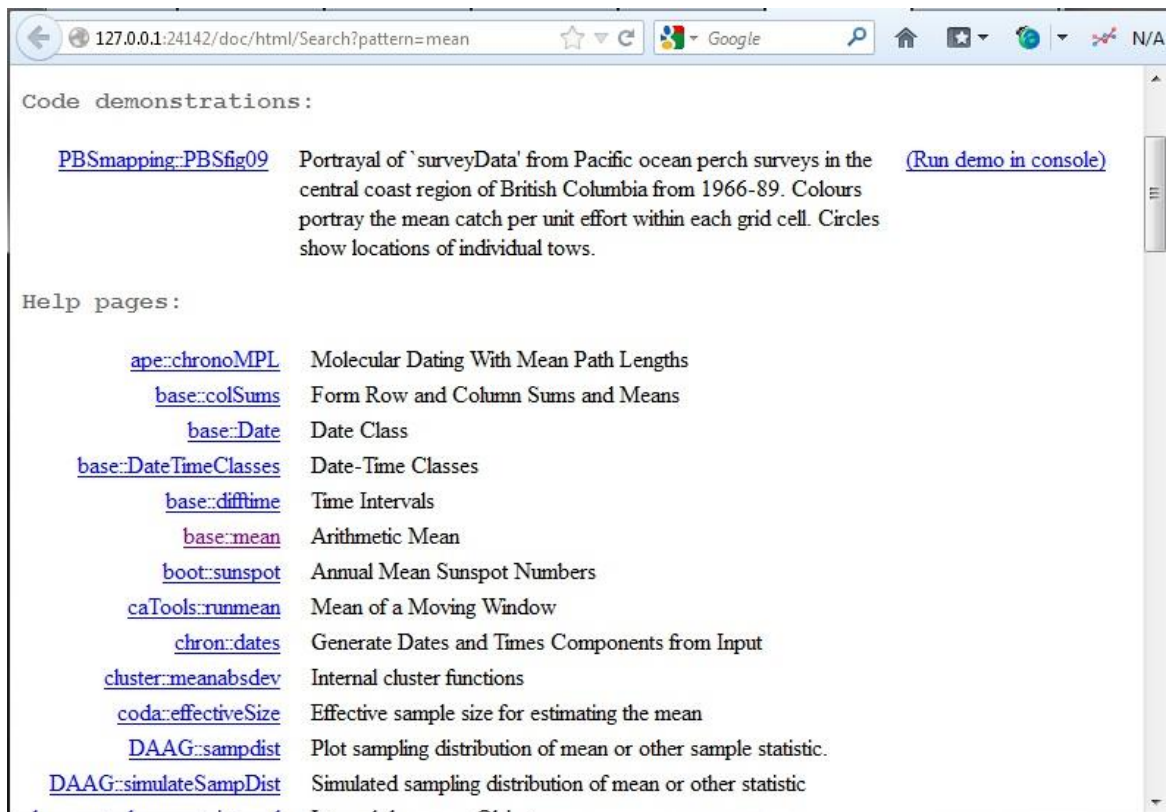 127.0.0.1:24142/doc/html/Search?pattern=mean Google N/A
Code demonstrations:
PBSmapping::PBSfig09 Portrayal of `surveyData' from Pacific ocean perch surveys in the (Run demo in console)
central coast region of British Columbia from 1966-89. Colours
portray the mean catch per unit effort within each grid cell. Circles
show locations of individual tows.
Help pages:
ape::chronoMPL Molecular Dating With Mean Path Lengths
base::colSums Form Row and Column Sums and Means
base::Date Date Class
base::DateTimeClasses Date-Time Classes
base::difftime Time Intervals
base::mean Arithmetic Mean
boot::sunspot Annual Mean Sunspot Numbers
caTools::runmean Mean of a Moving Window
chron::dates Generate Dates and Times Components from Input
cluster::meanabsdev Internal cluster functions
coda::effectiveSize Effective sample size for estimating the mean
DAAG::sampdist Plot sampling distribution of mean or other sample statistic.
DAAG::simulateSampDist Simulated sampling distribution of mean or other statistic